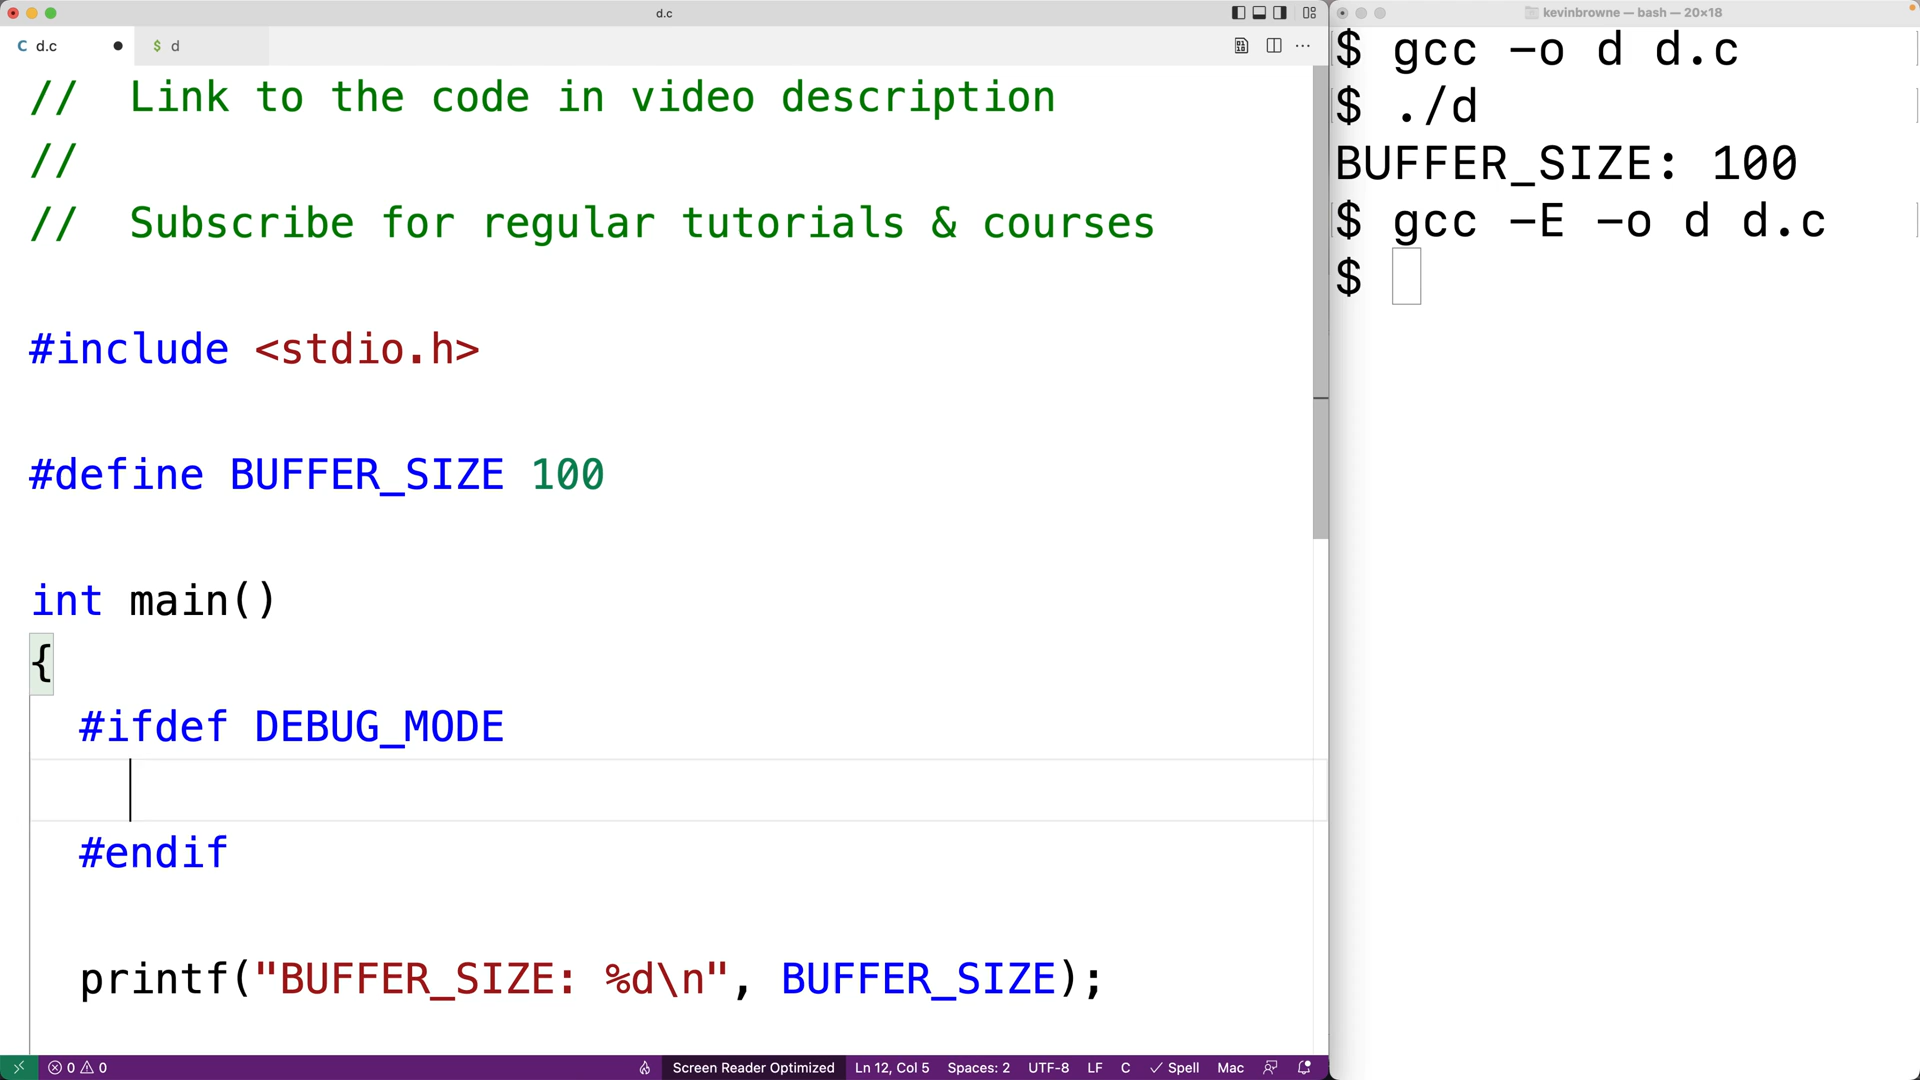 d.c
C d.c
$ d
// Link to the code in video description
//
// Subscribe for regular tutorials & courses
#include <stdio.h>
#define BUFFER_SIZE 100
int main()
{
#ifdef DEBUG_MODE
#endif
printf("BUFFER_SIZE: %d\n", BUFFER_SIZE);
0 0
Screen Reader Optimized
Ln 12, Col 5
Spaces: 2
UTF-8
LF
C
Spell
Mac
kevinbrowne — bash — 20×18
$ gcc -o d d.c
$ ./d
BUFFER_SIZE: 100
$ gcc -E -o d d.c
$